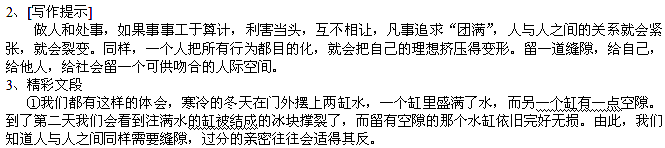 2、[写作提示]
做人和处事，如果事事工于算计，利害当头，互不相让，凡事追求“团满”，人与人之间的关系就会紧
张，就会裂变。同样，一个人把所有行为都目的化，就会把自己的理想挤压得变形。留一道缝隙，给自己，
给他人，给社会留一个可供吻合的人际空间。
3、精彩文段
①我们都有这样的体会，寒冷的冬天在门外摆上两缸水，一个缸里盛满了水，而另一个缸有一点空隙。
到了第二天我们会看到注满水的缸被结成的冰块撑裂了，而留有空隙的那个水缸依旧完好无损。由此，我们
知道人与人之间同样需要缝隙，过分的亲密往往会适得其反。